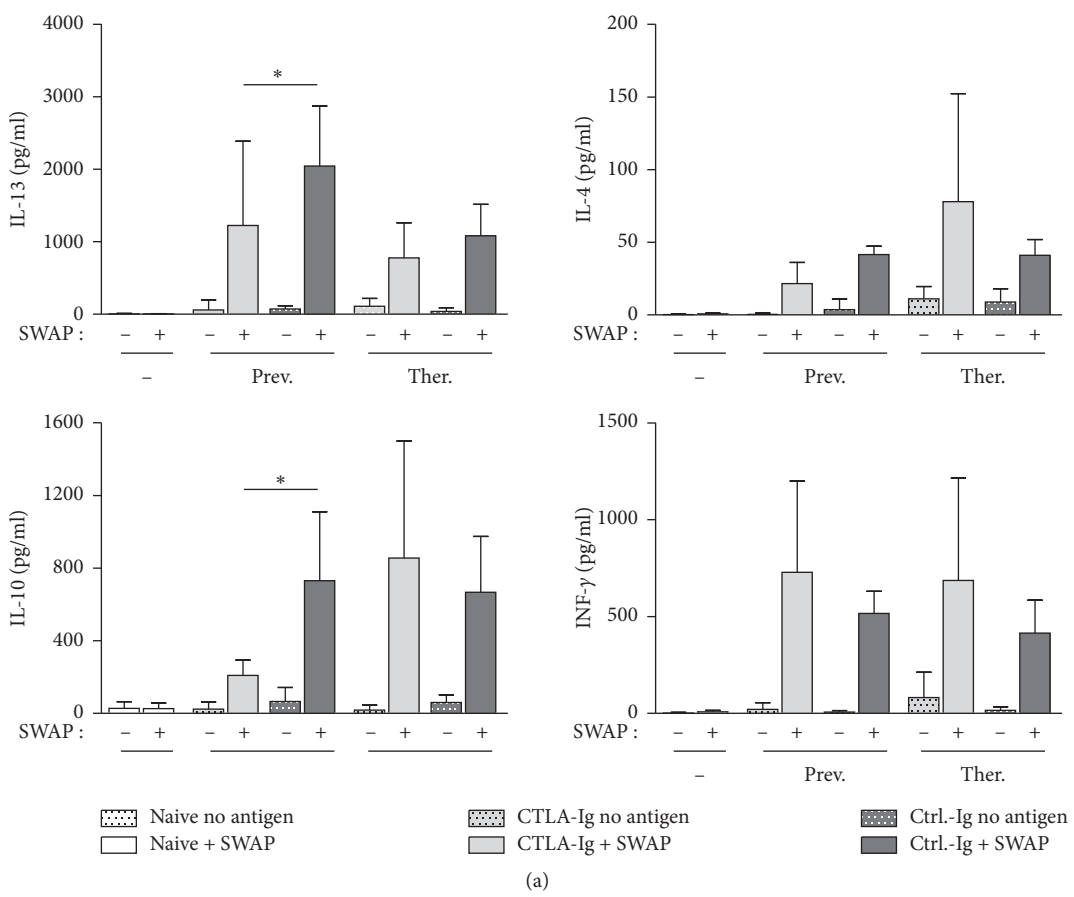 4000
3000
2000
1000
0
IL-13 (pg/ml)
*
SWAP : – + – + – + – + – +
– Prev. Ther.
200
150
100
50
0
IL-4 (pg/ml)
SWAP : – + – + – + – + – +
– Prev. Ther.
1600
1200
800
400
0
IL-10 (pg/ml)
*
SWAP : – + – + – + – + – +
1500
1000
500
0
INF-γ (pg/ml)
SWAP : – + – + – + – + – +
– Prev. Ther.
Naive no antigen
Naive + SWAP
CTLA-Ig no antigen
CTLA-Ig + SWAP
Ctrl.-Ig no antigen
Ctrl.-Ig + SWAP
(a)